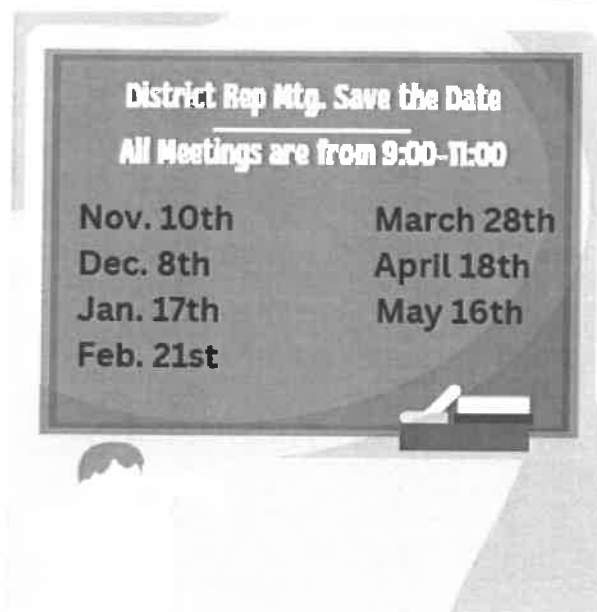 District Rep Mtg. Save the Date
All Meetings are from 9:00-11:00
Nov. 10th
Dec. 8th
Jan. 17th
Feb. 21st
March 28th
April 18th
May 16th